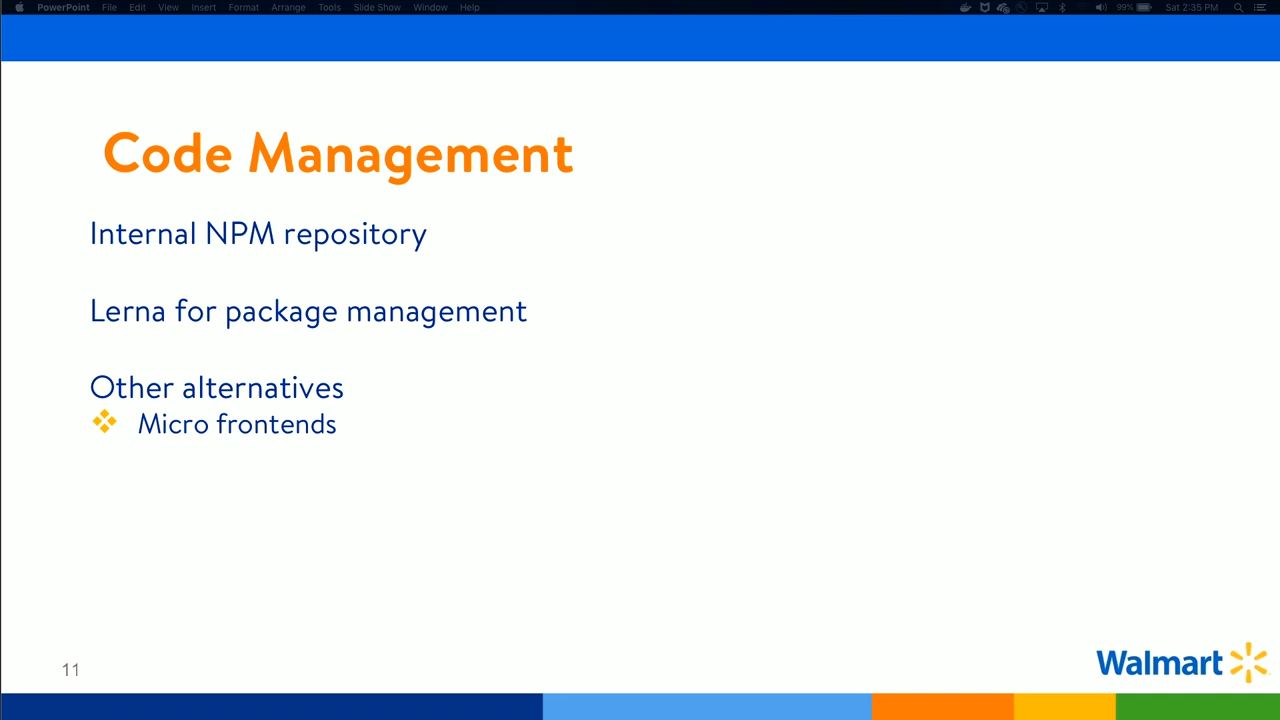 PowerPoint File Edit View Insert Format Arrange Tools Slide Show Window Help 99% Sat 2:35 PM
Code Management
Internal NPM repository
Lerna for package management
Other alternatives
Micro frontends
11
Walmart